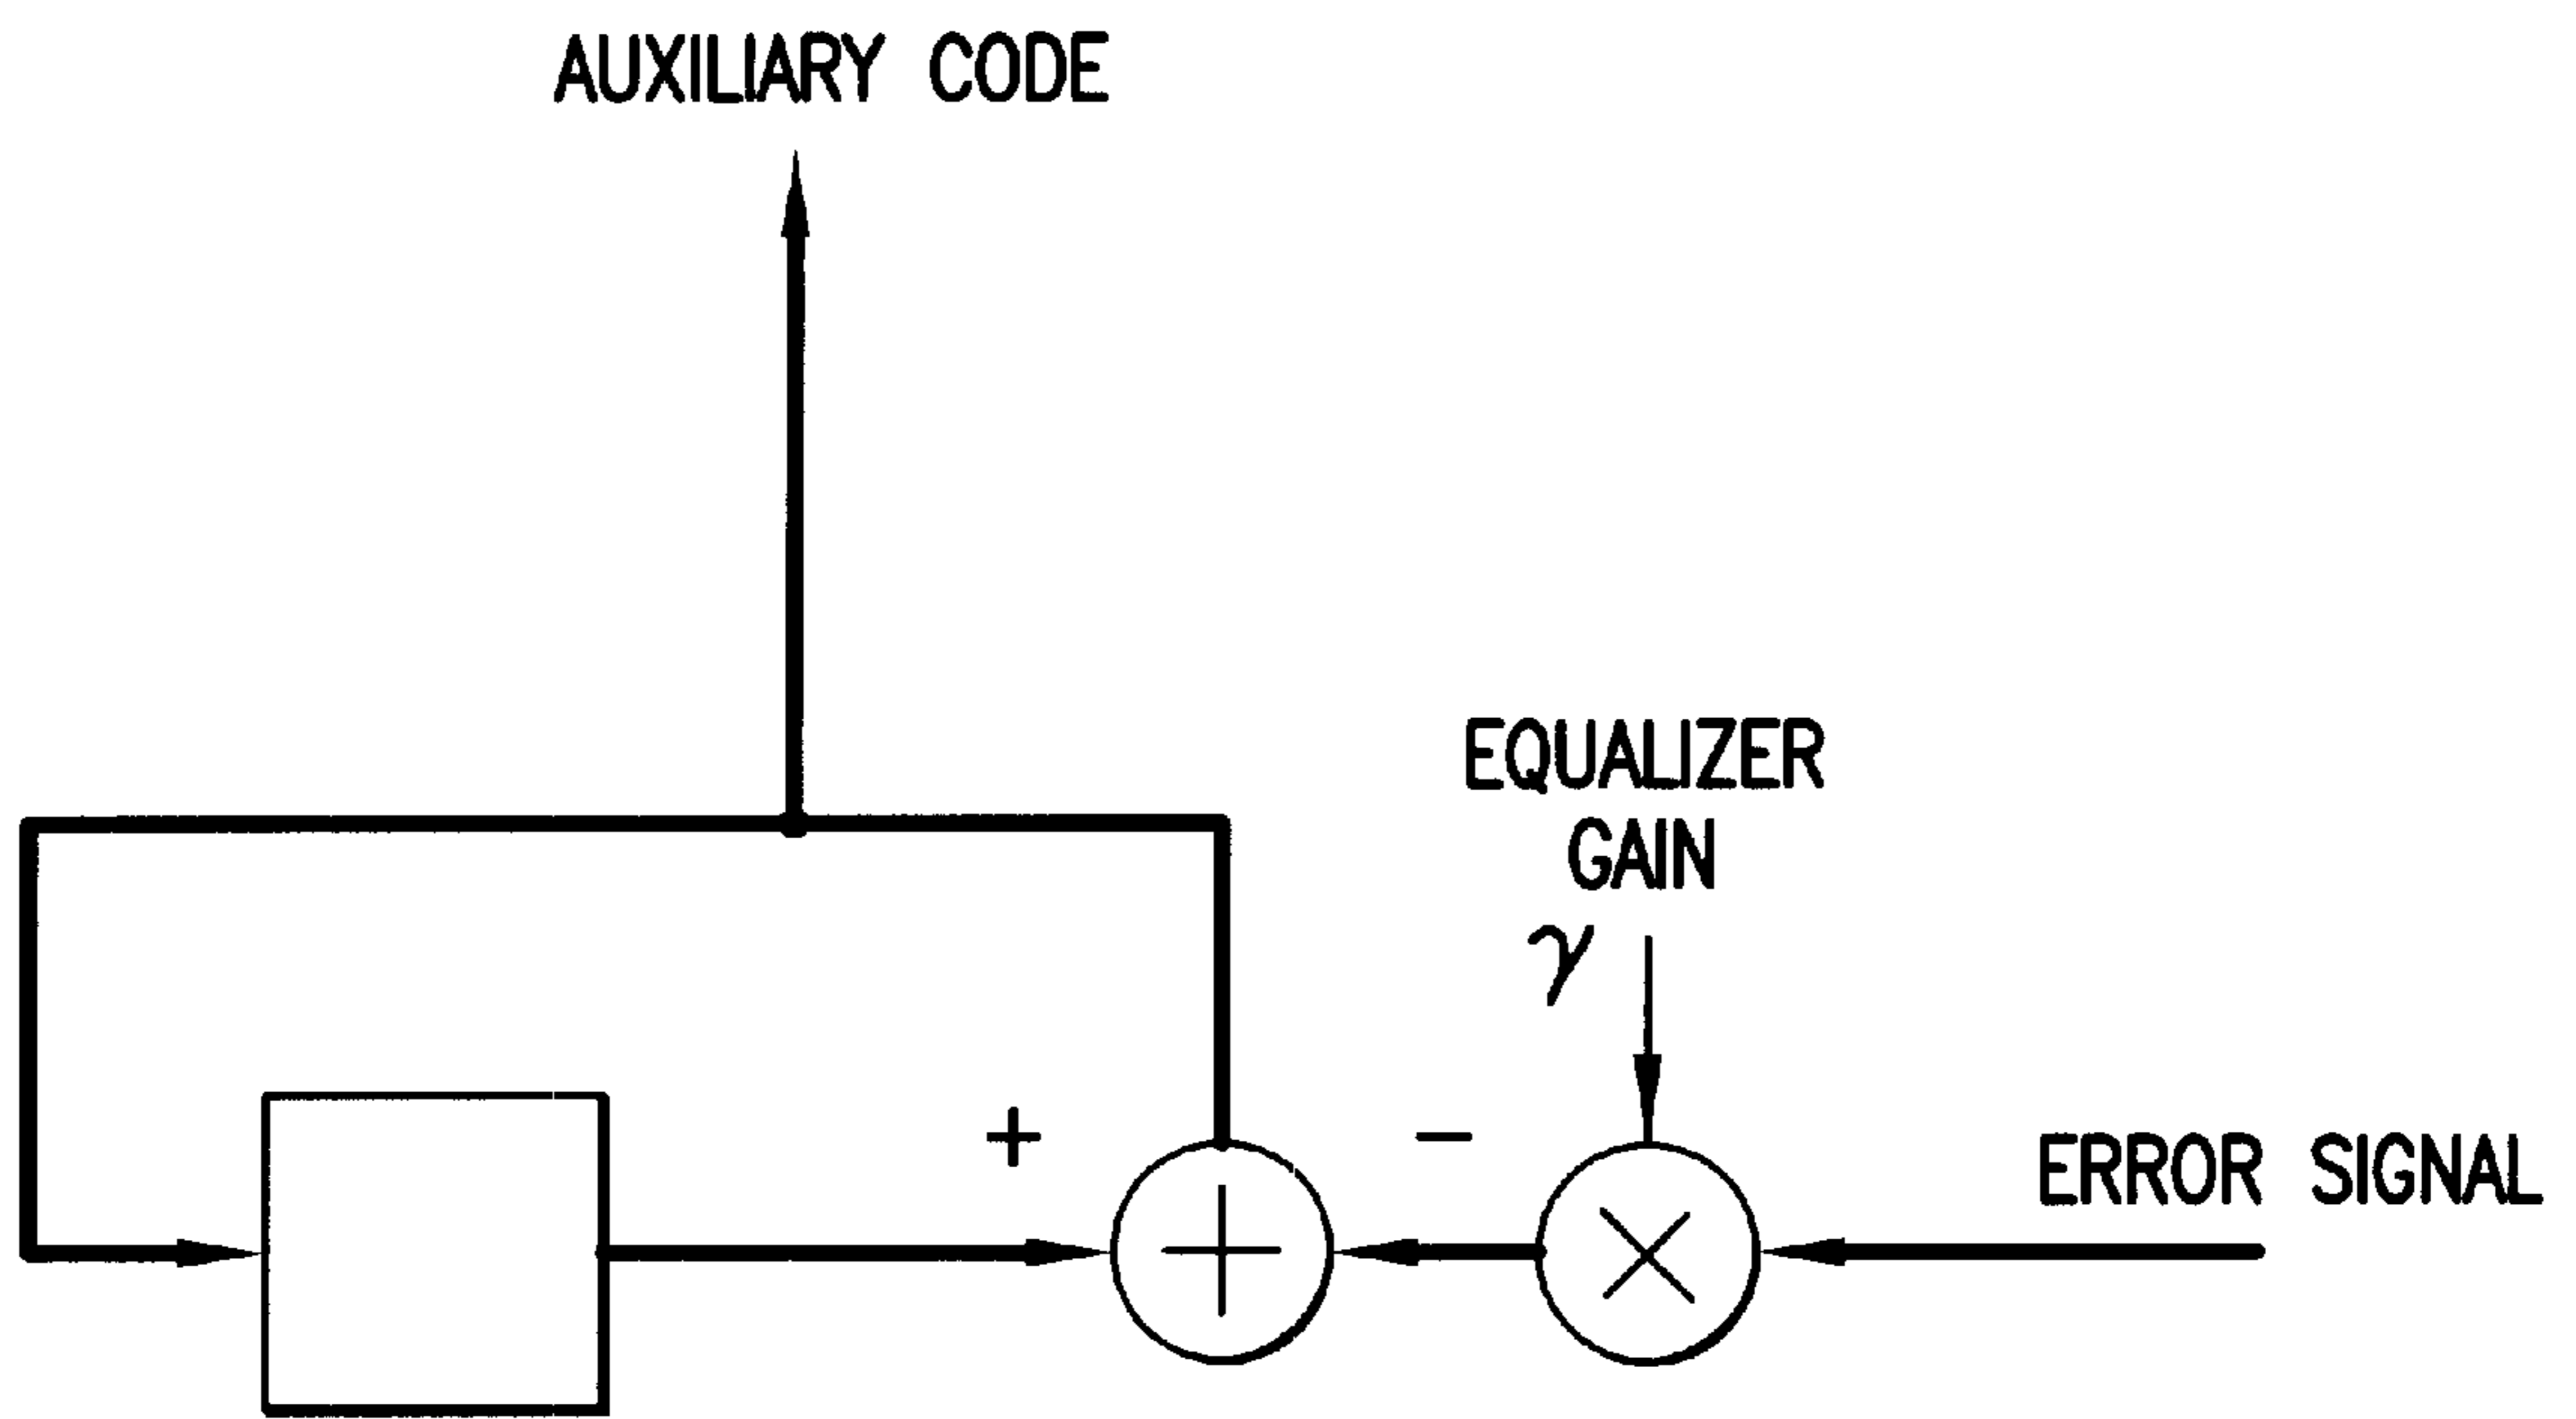 AUXILIARY CODE
EQUALIZER
GAIN
γ
+
−
ERROR SIGNAL